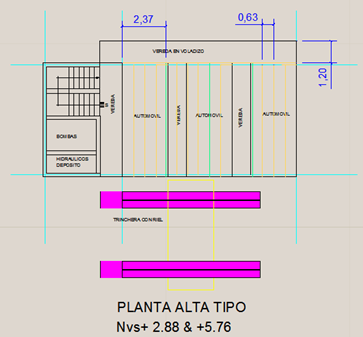 2,37
0,63
VEREDA EN VOLADIZO
1,20
VEREDA
AUTOMOVIL
VEREDA
AUTOMOVIL
VEREDA
AUTOMOVIL
BOMBAS
HIDRAULICOS
DEPOSITO
TRINCHERA CON RIEL
PLANTA ALTA TIPO
Nvs+ 2.88 & +5.76